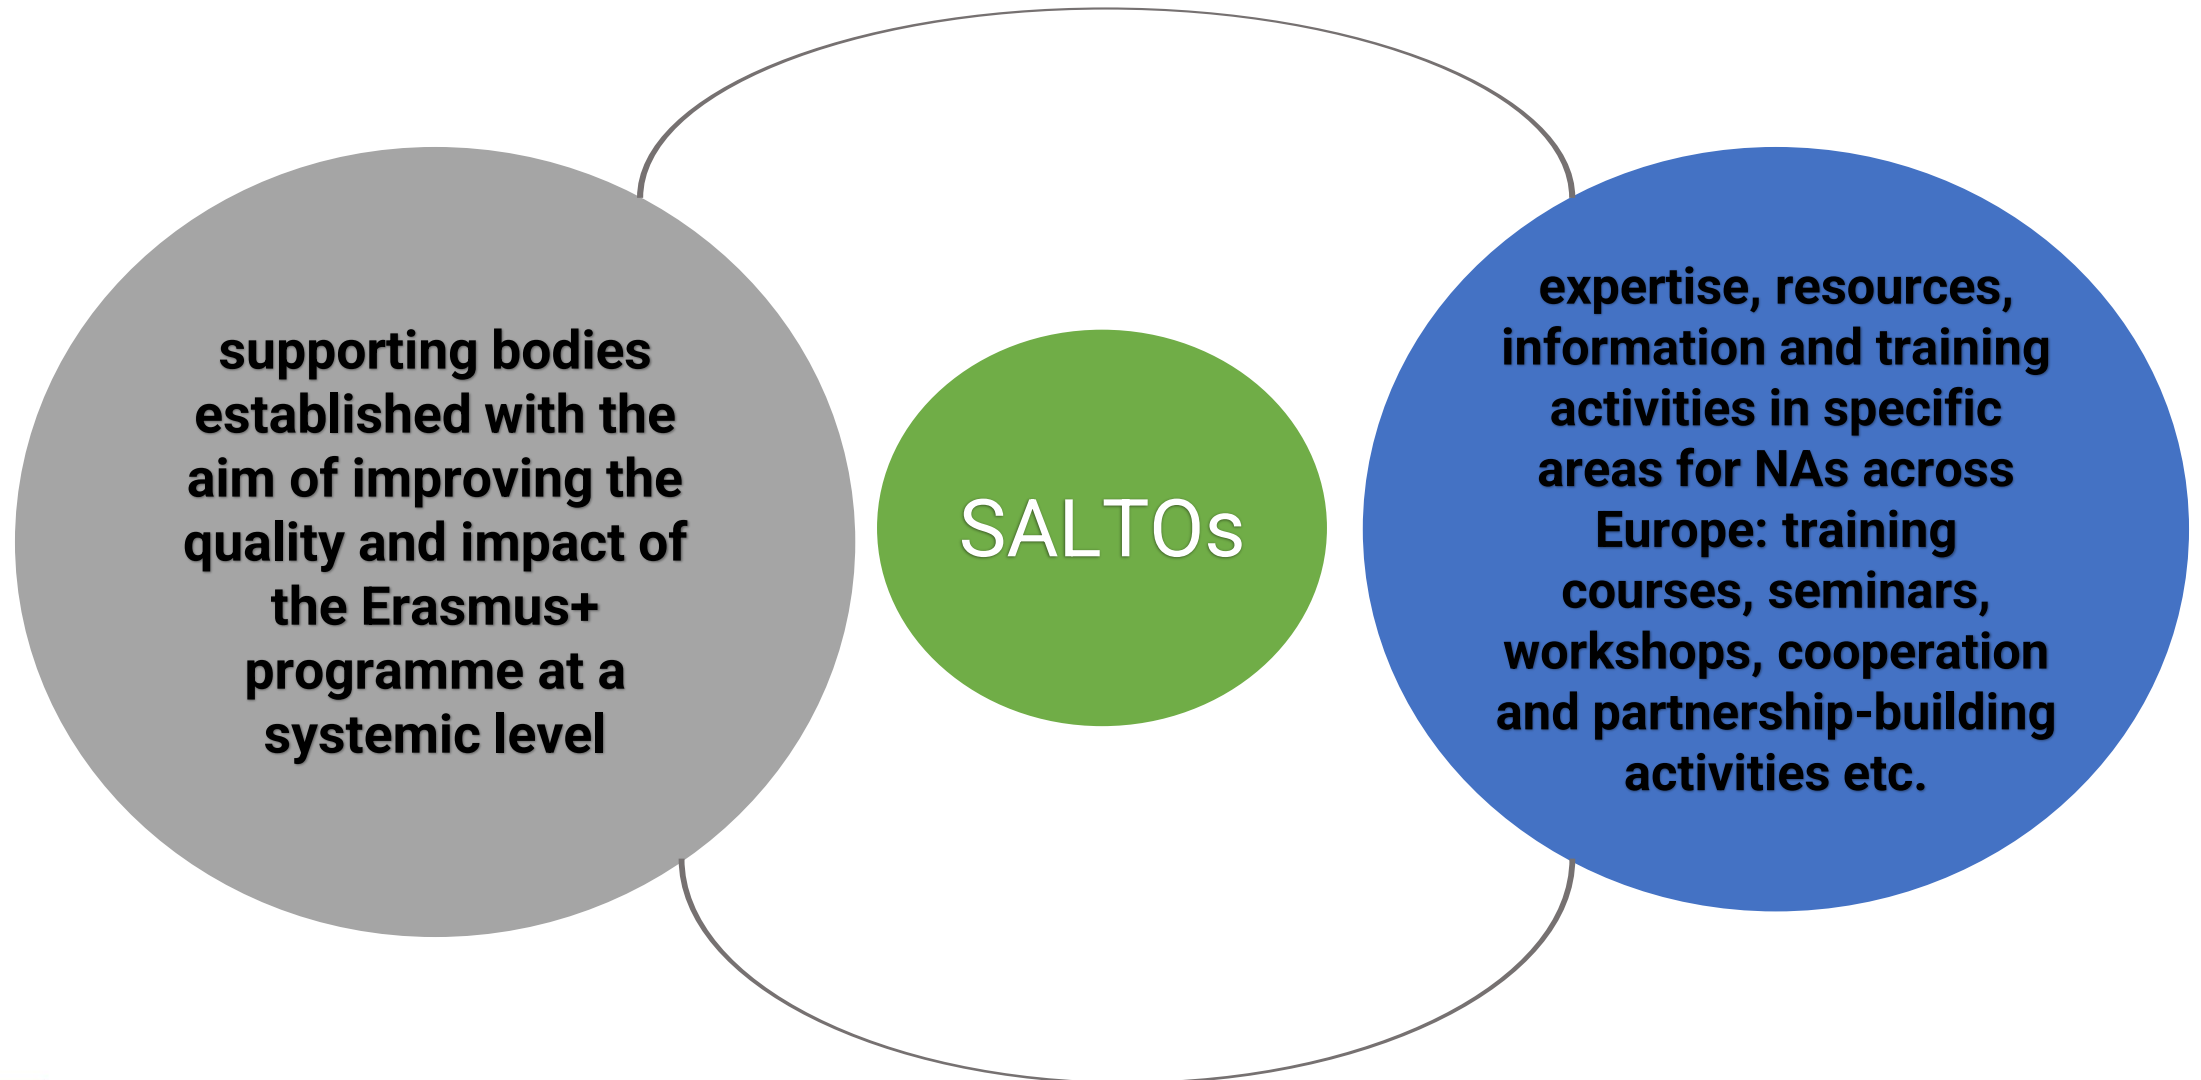 supporting bodies
established with the
aim of improving the
quality and impact of
the Erasmus+
programme at a
systemic level
SALTOs
expertise, resources,
information and training
activities in specific
areas for NAs across
Europe: training
courses, seminars,
workshops, cooperation
and partnership-building
activities etc.